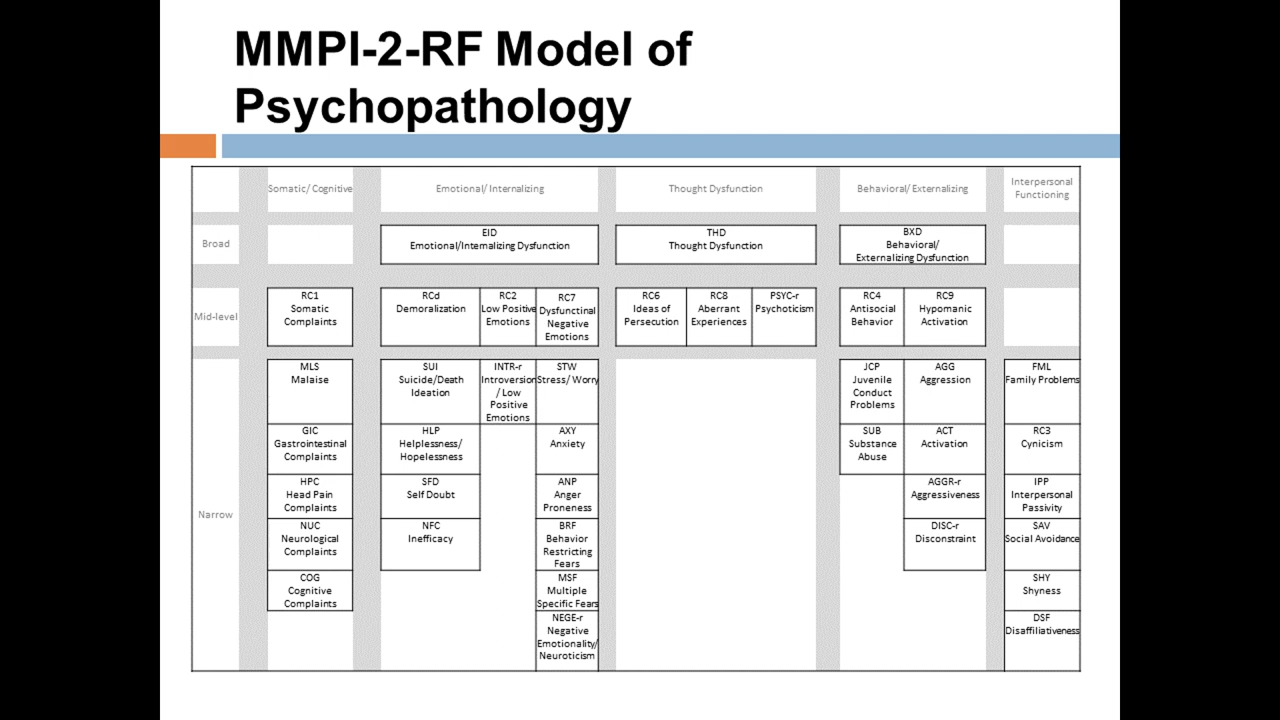 MMPI-2-RF Model of
Psychopathology
Somatic/ Cognitive
Emotional/ Internalizing
Thought Dysfunction
Behavioral/ Externalizing
Interpersonal
Functioning
Broad
EID
Emotional/Internalizing Dysfunction
THD
Thought Dysfunction
BXD
Behavioral/
Externalizing Dysfunction
Mid-level
RC1
Somatic
Complaints
RCd
Demoralization
RC2
Low Positive
Emotions
RC7
Dysfunctinal
Negative
Emotions
RC6
Ideas of
Persecution
RC8
Aberrant
Experiences
PSYC-r
Psychoticism
RC4
Antisocial
Behavior
RC9
Hypomanic
Activation
Narrow
MLS
Malaise
SUI
Suicide/Death
Ideation
INTR-r
Introversion
/ Low
Positive
Emotions
STW
Stress/ Worry
JCP
Juvenile
Conduct
Problems
AGG
Aggression
FML
Family Problems
GIC
Gastrointestinal
Complaints
HLP
Helplessness/
Hopelessness
AXY
Anxiety
SUB
Substance
Abuse
ACT
Activation
RC3
Cynicism
HPC
Head Pain
Complaints
SFD
Self Doubt
ANP
Anger
Proneness
AGGR-r
Aggressiveness
IPP
Interpersonal
Passivity
NUC
Neurological
Complaints
NFC
Inefficacy
BRF
Behavior
Restricting
Fears
DISC-r
Disconstraint
SAV
Social Avoidance
COG
Cognitive
Complaints
MSF
Multiple
Specific Fears
SHY
Shyness
NEGE-r
Negative
Emotionality/
Neuroticism
DSF
Disaffiliativeness